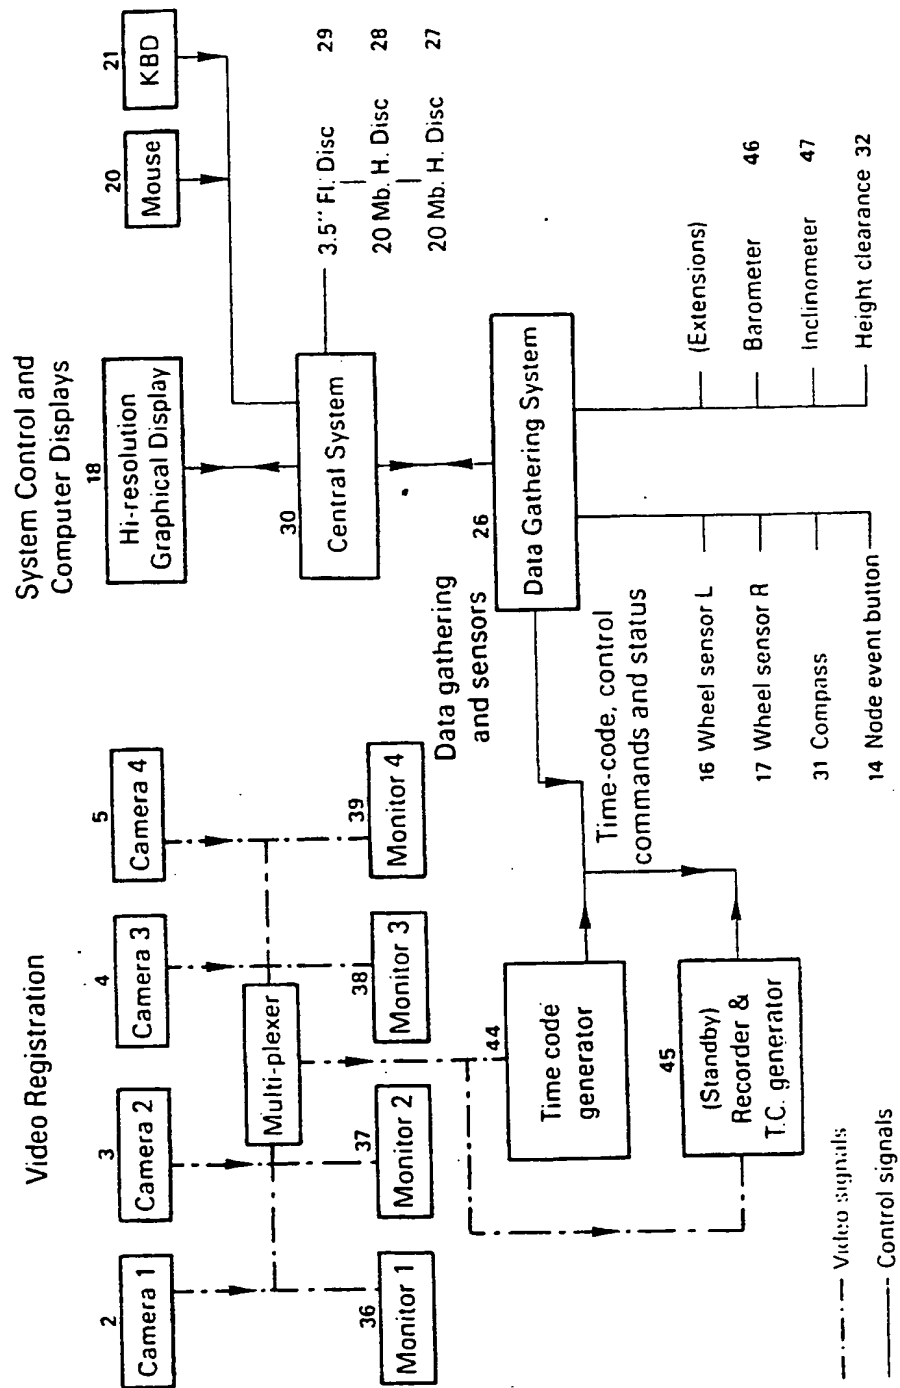 Video Registration
2
Camera 1
3
Camera 2
4
Camera 3
5
Camera 4
Multi-plexer
36
Monitor 1
37
Monitor 2
38
Monitor 3
39
Monitor 4
44
Time code
generator
45
(Standby)
Recorder &
T.C. generator
Time-code, control
commands and status
System Control and
Computer Displays
18
Hi-resolution
Graphical Display
20
Mouse
21
KBD
30
Central System
3.5" Fl. Disc 29
20 Mb. H. Disc 28
20 Mb. H. Disc 27
Data gathering
and sensors
26
Data Gathering System
16 Wheel sensor L
17 Wheel sensor R
31 Compass
14 Node event button
(Extensions)
Barometer 46
Inclinometer 47
Height clearance 32
Video signals
Control signals